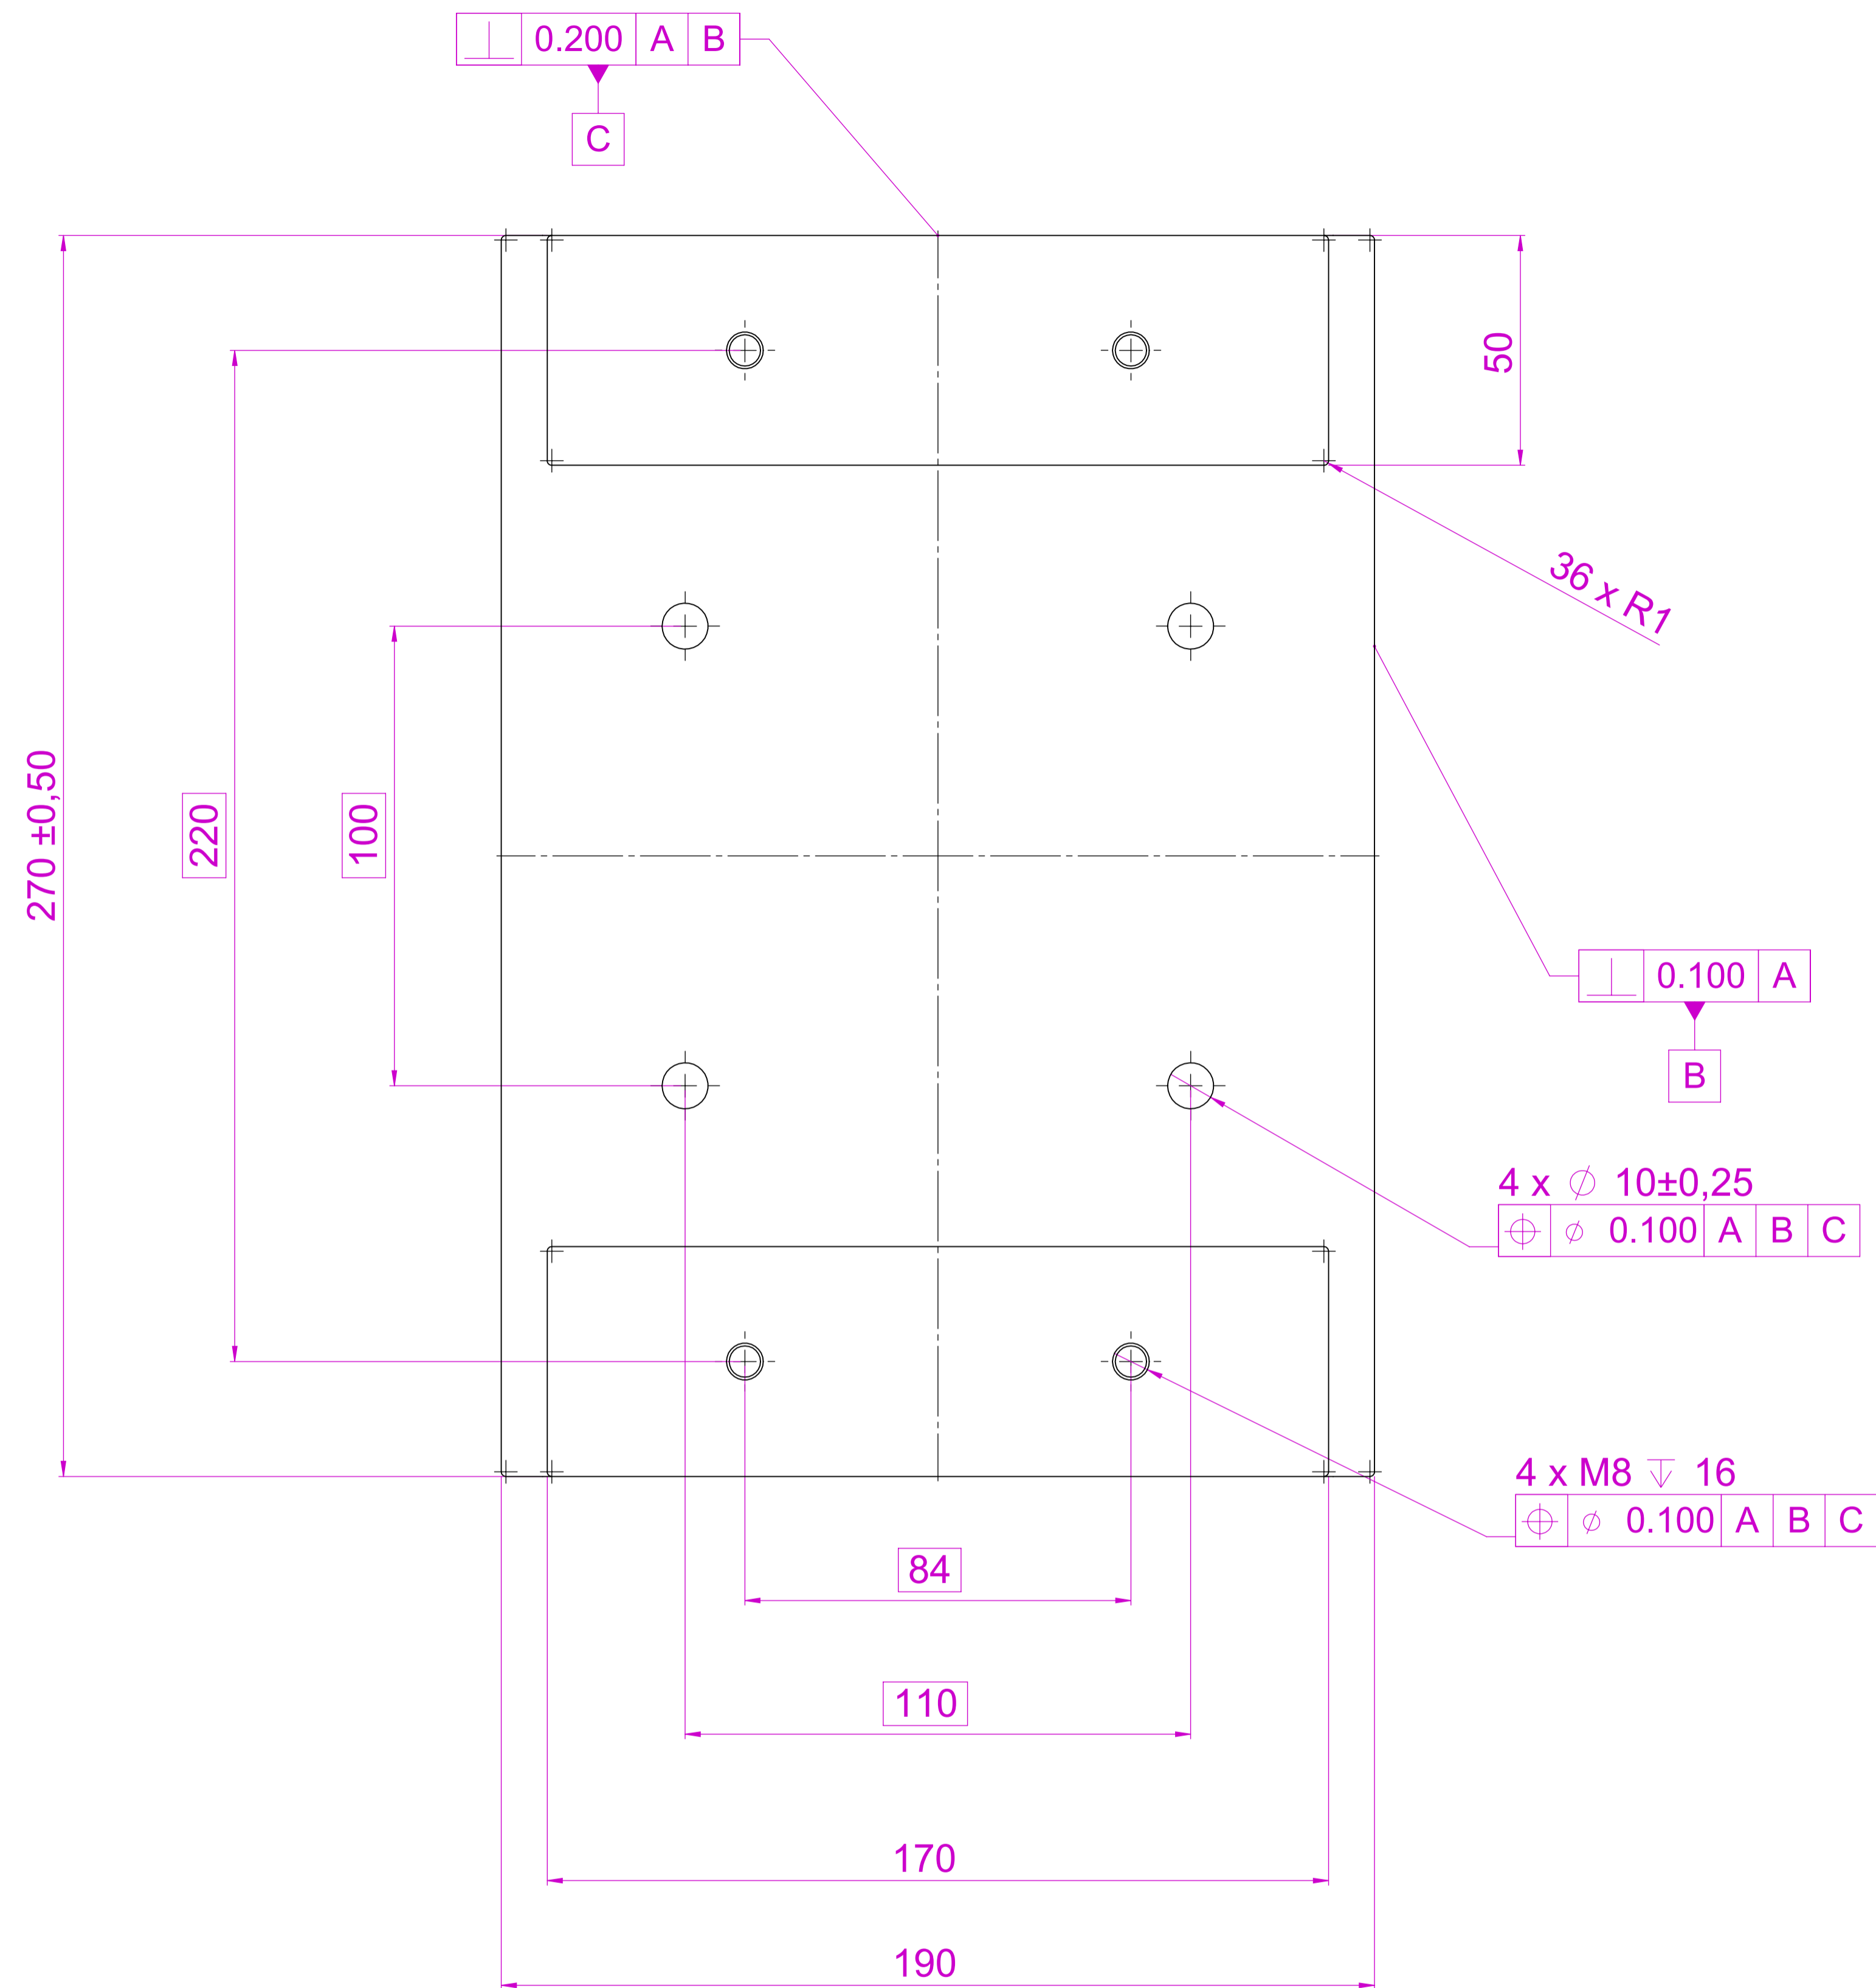 ⊥ 0.200 A B
C
50
36 x R1
270 ±0,50
220
100
⊥ 0.100 A
B
4 x ⌀ 10±0,25
⌖ ⌀ 0.100 A B C
4 x M8 ↧ 16
⌖ ⌀ 0.100 A B C
84
110
170
190